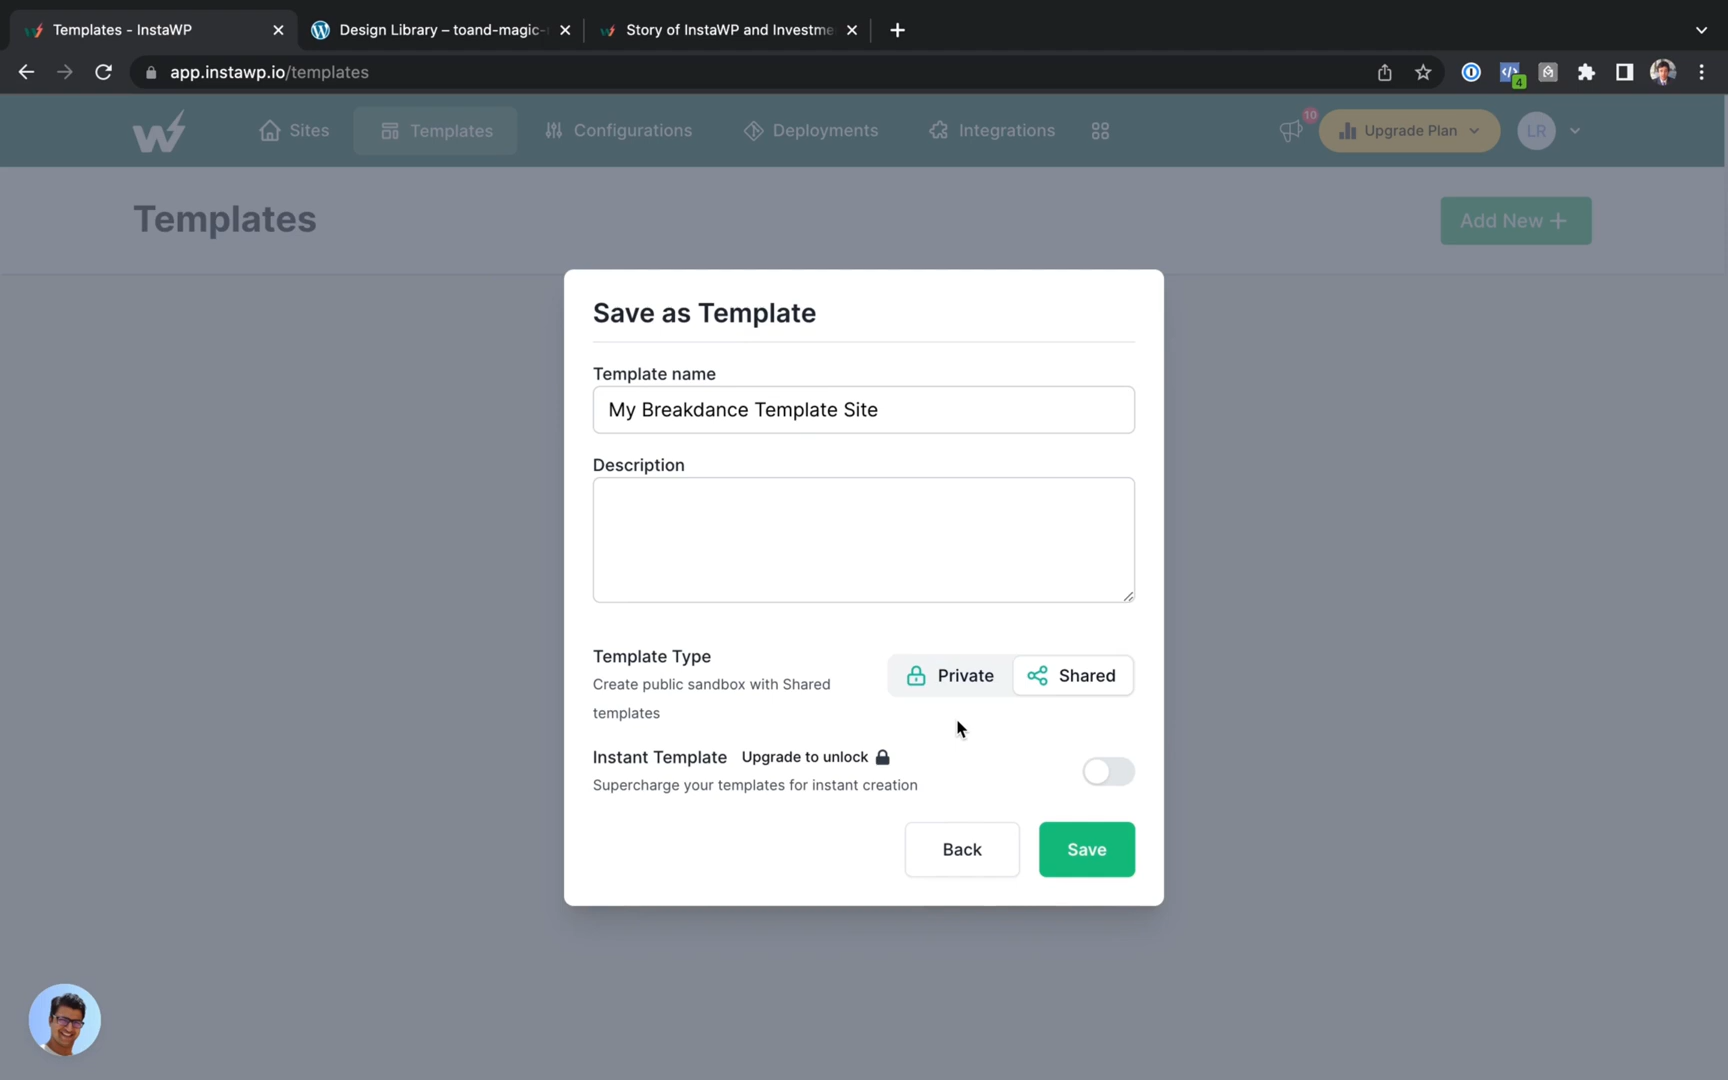 Templates - InstaWP
Design Library – toand-magic-
Story of InstaWP and Investme
app.instawp.io/templates
4
Sites
Templates
Configurations
Deployments
Integrations
10
Upgrade Plan
LR
Templates
Add New +
Save as Template
Template name
My Breakdance Template Site
Description
Template Type
Create public sandbox with Shared
templates
Private
Shared
Instant Template Upgrade to unlock
Supercharge your templates for instant creation
Back
Save